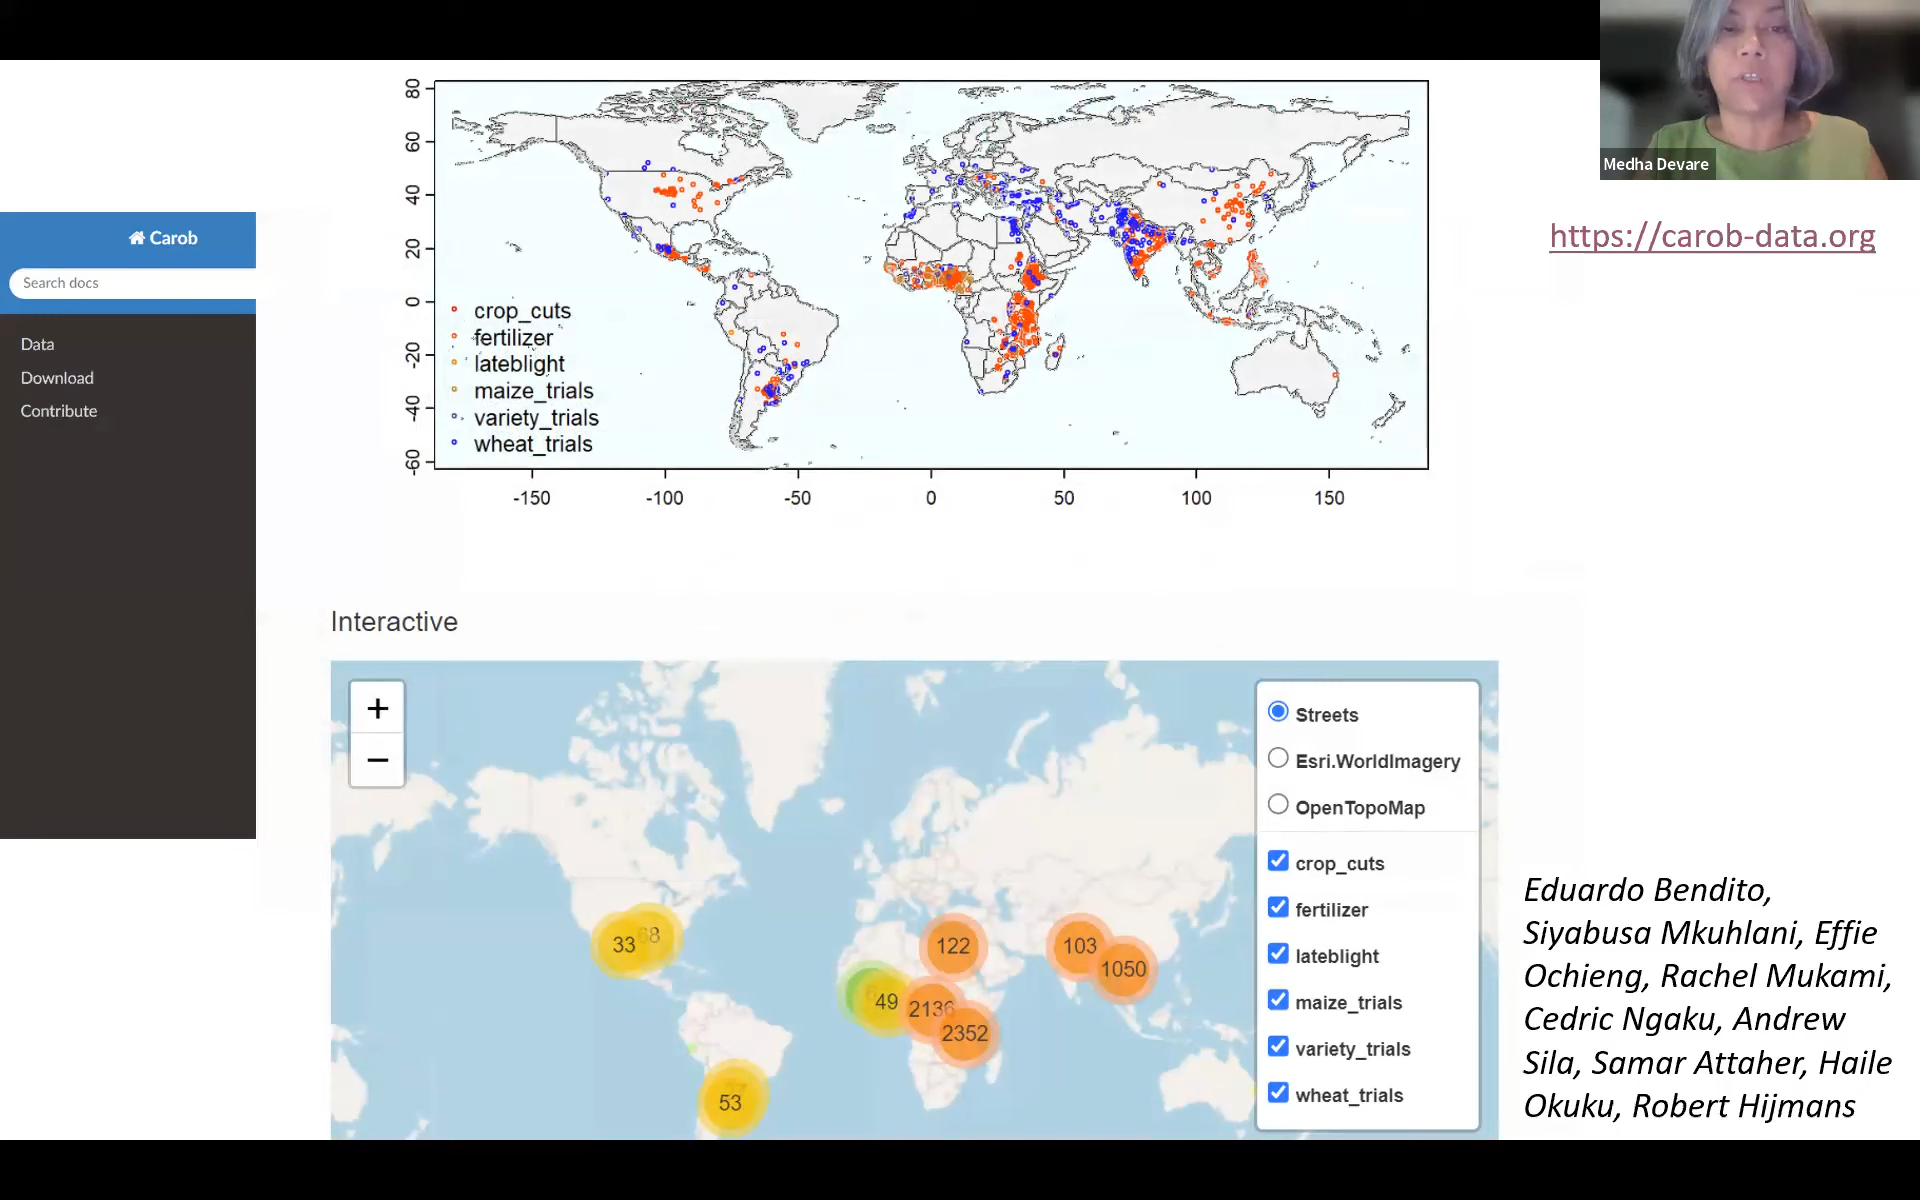 Medha Devare
https://carob-data.org
Carob
Search docs
Data
Download
Contribute
80
60
40
20
0
-20
-40
-60
crop_cuts
fertilizer
lateblight
maize_trials
variety_trials
wheat_trials
-150
-100
-50
0
50
100
150
Interactive
+
−
Streets
Esri.WorldImagery
OpenTopoMap
crop_cuts
fertilizer
lateblight
maize_trials
variety_trials
wheat_trials
33
68
122
103
1050
49
2136
2352
53
Eduardo Bendito,
Siyabusa Mkuhlani, Effie
Ochieng, Rachel Mukami,
Cedric Ngaku, Andrew
Sila, Samar Attaher, Haile
Okuku, Robert Hijmans